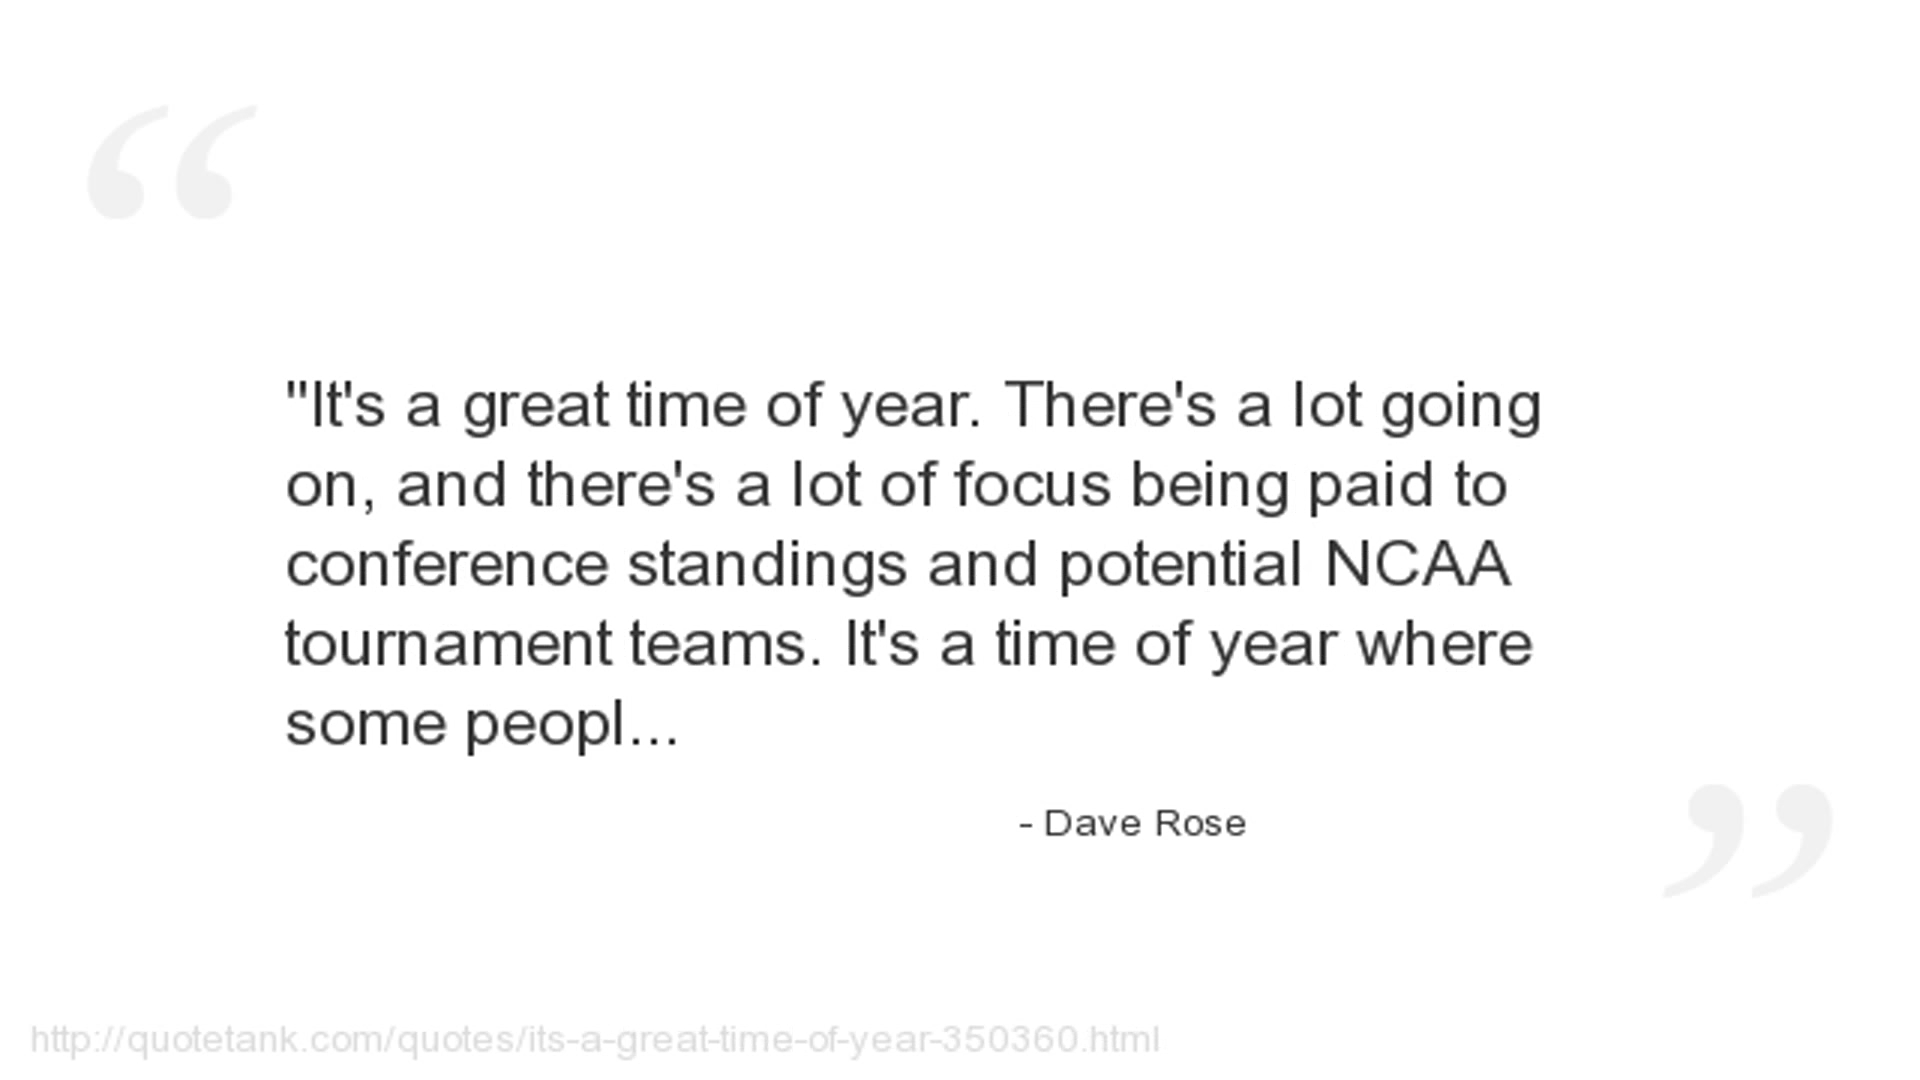 "It's a great time of year. There's a lot going
on, and there's a lot of focus being paid to
conference standings and potential NCAA
tournament teams. It's a time of year where
some peopl...
- Dave Rose
http://quotetank.com/quotes/its-a-great-time-of-year-350360.html